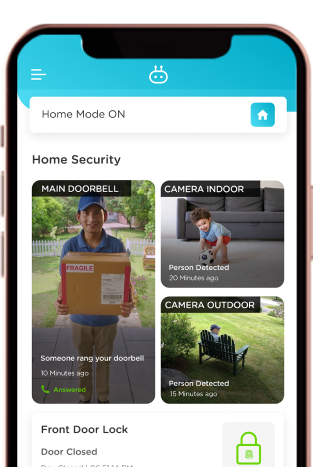 Home Mode ON
Home Security
MAIN DOORBELL
FRAGILE
Someone rang your doorbell
10 Minutes ago
Answered
CAMERA INDOOR
Person Detected
20 Minutes ago
CAMERA OUTDOOR
Person Detected
15 Minutes ago
Front Door Lock
Door Closed